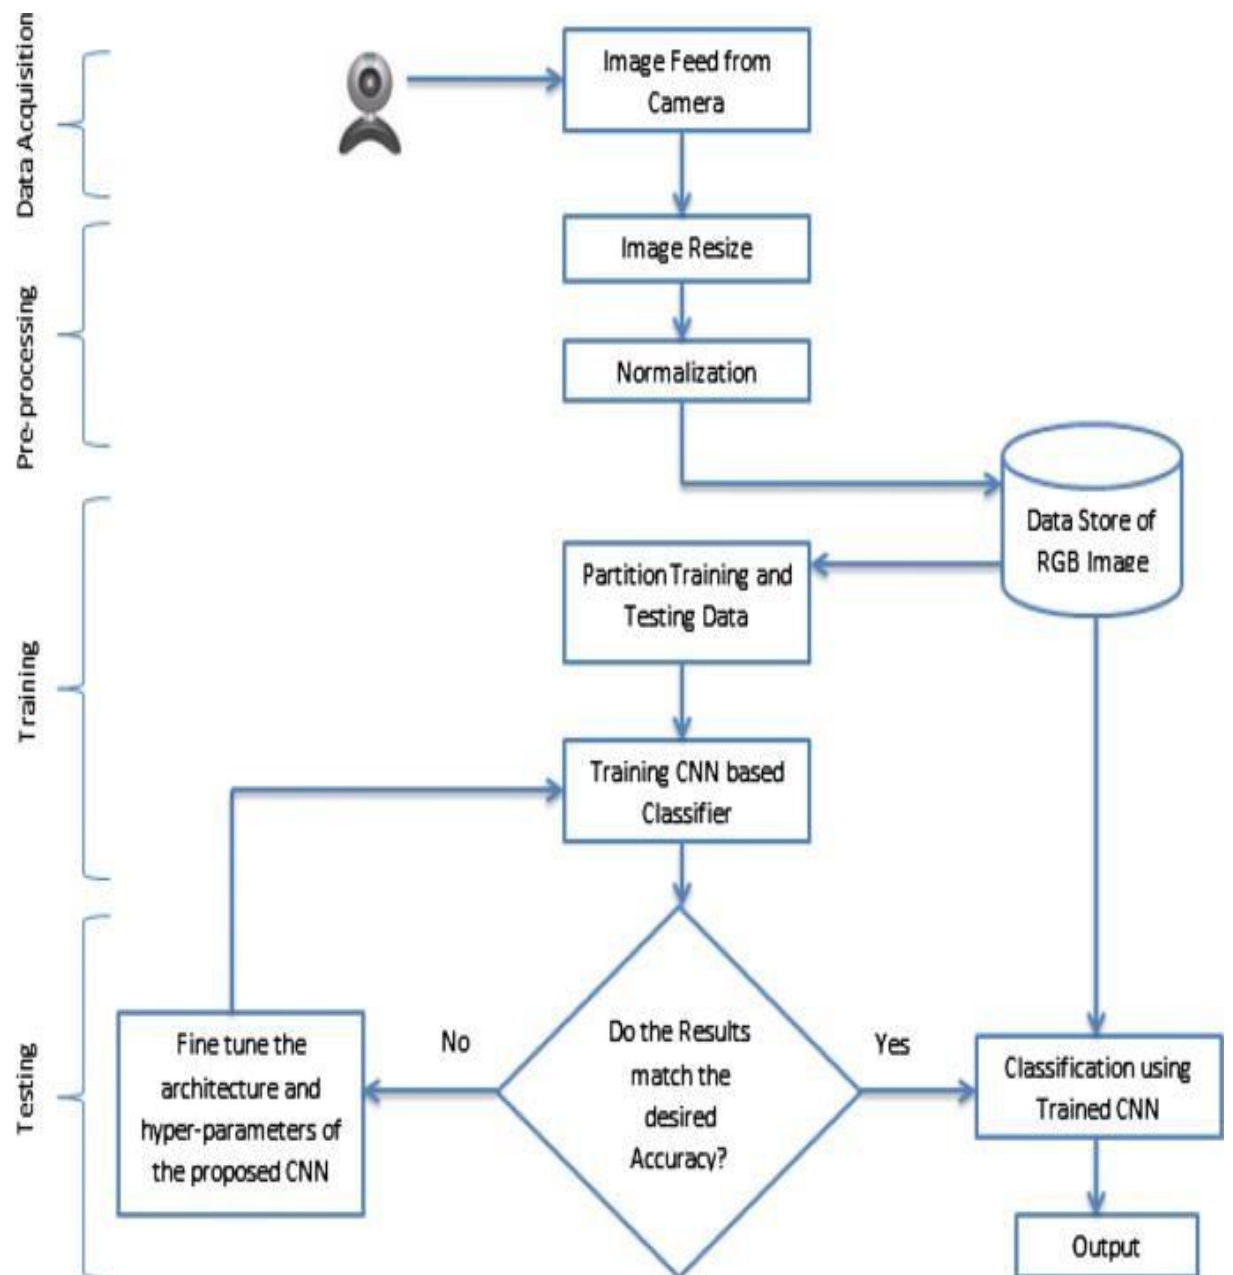 Data Acquisition
Image Feed from
Camera
Pre-processing
Image Resize
Normalization
Data Store of
RGB Image
Training
Partition Training and
Testing Data
Training CNN based
Classifier
Testing
Fine tune the
architecture and
hyper-parameters of
the proposed CNN
No
Do the Results
match the
desired
Accuracy?
Yes
Classification using
Trained CNN
Output